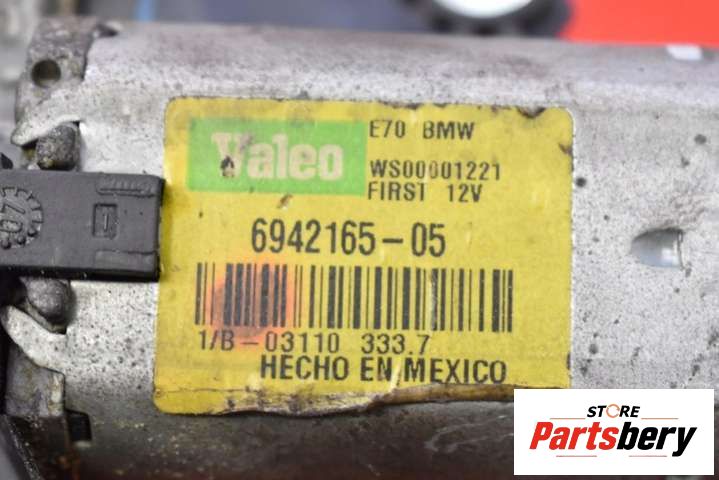 Valeo
E70 BMW
WS00001221
FIRST 12V
6942165-05
1/B-03110 333.7
HECHO EN MEXICO
STORE
Partsbery